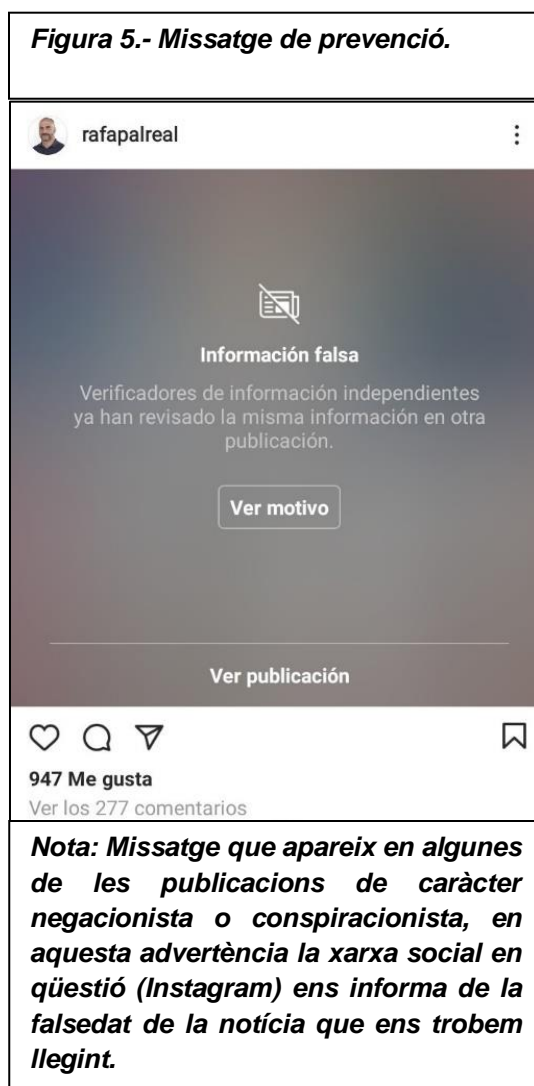 Figura 5.- Missatge de prevenció.
rafapalreal
Información falsa
Verificadores de información independientes
ya han revisado la misma información en otra
publicación.
Ver motivo
Ver publicación
947 Me gusta
Ver los 277 comentarios
Nota: Missatge que apareix en algunes
de les publicacions de caràcter
negacionista o conspiracionista, en
aquesta advertència la xarxa social en
qüestió (Instagram) ens informa de la
falsedat de la notícia que ens trobem
llegint.